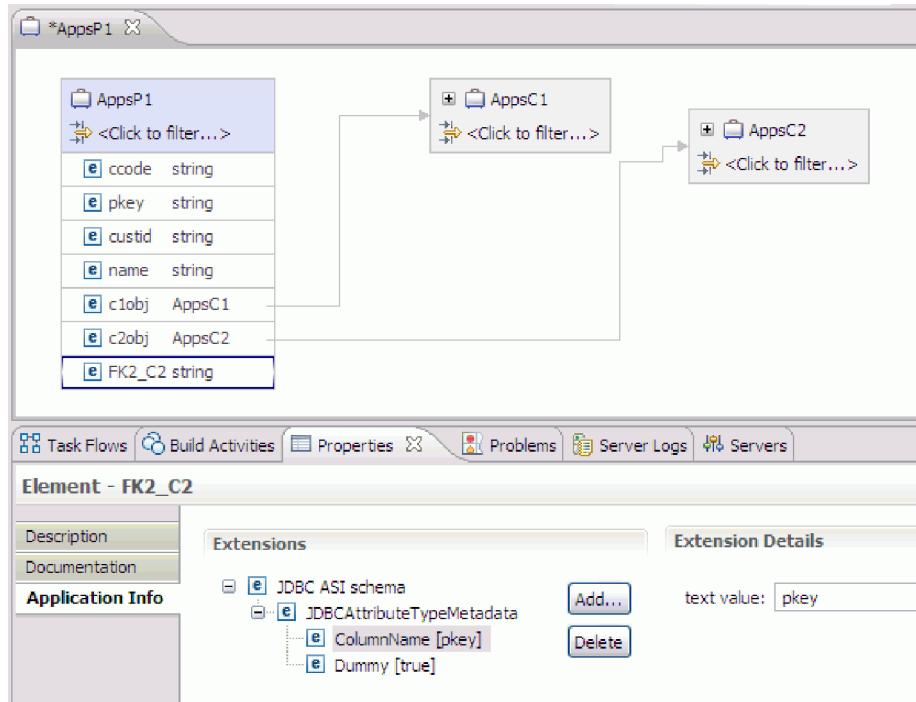 *AppsP1
AppsP1
<Click to filter...>
ccode string
pkey string
custid string
name string
c1obj AppsC1
c2obj AppsC2
FK2_C2 string
AppsC1
<Click to filter...>
AppsC2
<Click to filter...>
Task Flows Build Activities Properties Problems Server Logs Servers
Element - FK2_C2
Description
Documentation
Application Info
Extensions
JDBC ASI schema
JDBCAttributeTypeMetadata
ColumnName [pkey]
Dummy [true]
Add...
Delete
Extension Details
text value: pkey